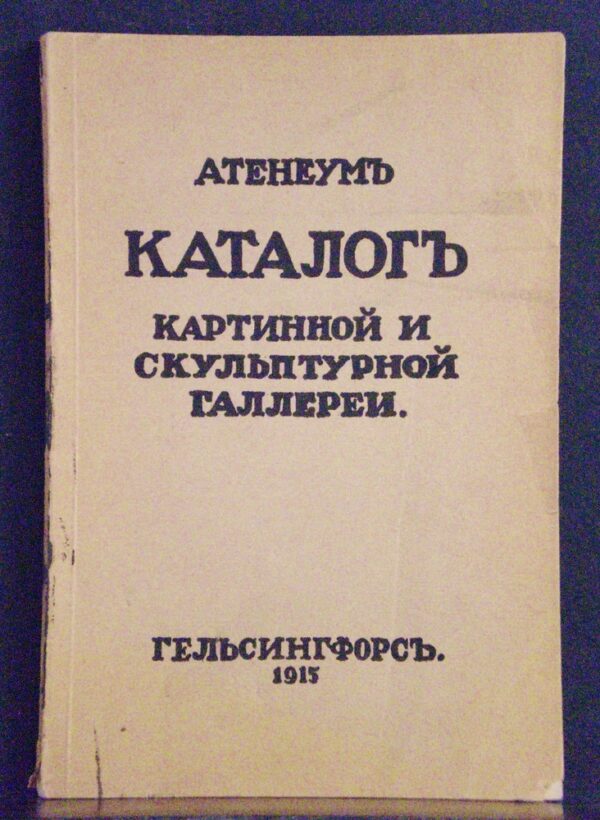 АТЕНЕУМЪ
КАТАЛОГЪ
КАРТИННОЙ И
СКУЛЬПТУРНОЙ
ГАЛЛЕРЕИ.
ГЕЛЬСИНГФОРСЪ.
1915